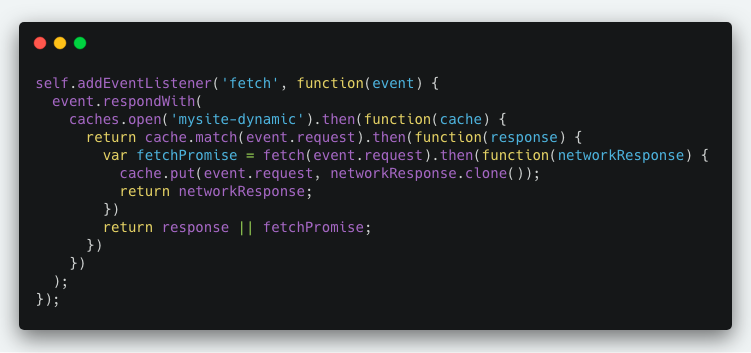 self.addEventListener('fetch', function(event) {
  event.respondWith(
    caches.open('mysite-dynamic').then(function(cache) {
      return cache.match(event.request).then(function(response) {
        var fetchPromise = fetch(event.request).then(function(networkResponse) {
          cache.put(event.request, networkResponse.clone());
          return networkResponse;
        })
        return response || fetchPromise;
      })
    })
  );
});